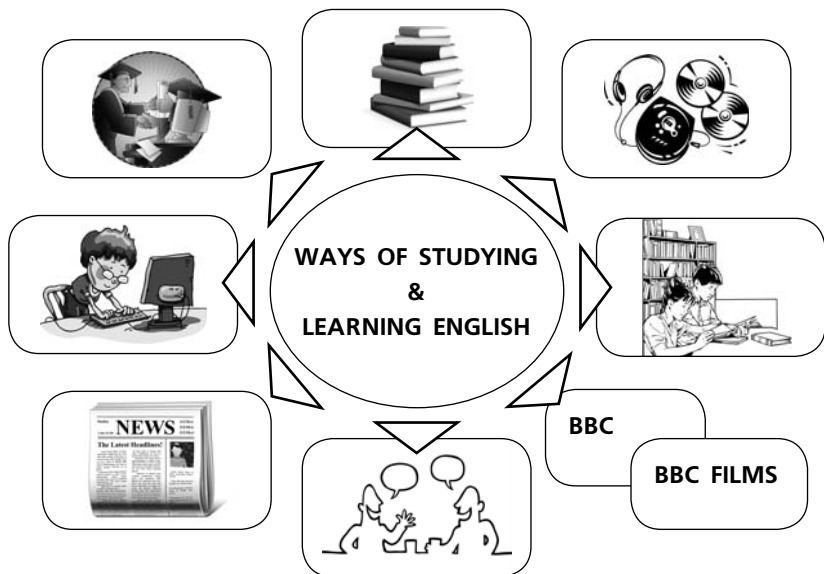 WAYS OF STUDYING
&
LEARNING ENGLISH
NEWS
The Latest Headlines!
BBC
BBC FILMS